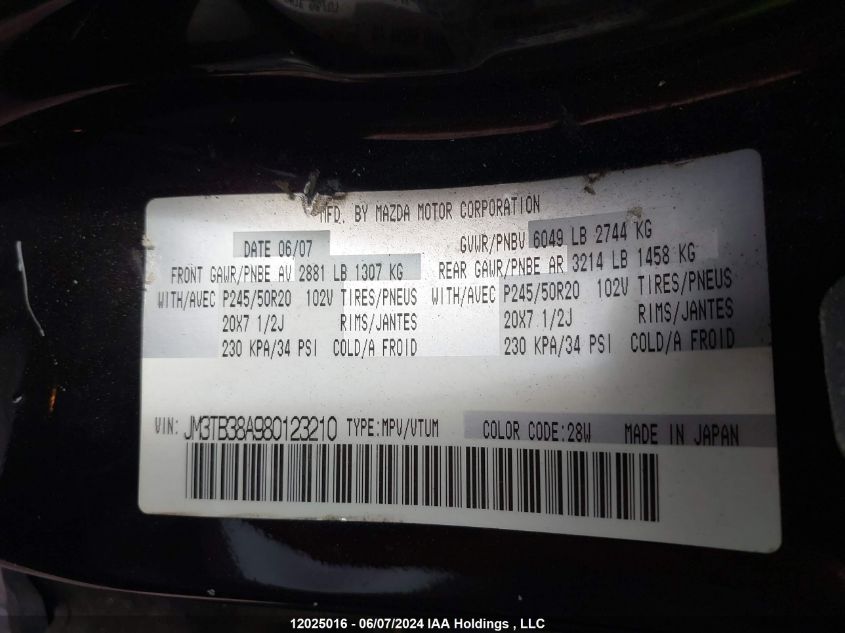 MFD. BY MAZDA MOTOR CORPORATION
DATE 06/07 GVWR/PNBV 6049 LB 2744 KG
FRONT GAWR/PNBE AV 2881 LB 1307 KG REAR GAWR/PNBE AR 3214 LB 1458 KG
WITH/AVEC P245/50R20 102V TIRES/PNEUS WITH/AVEC P245/50R20 102V TIRES/PNEUS
20X7 1/2J RIMS/JANTES 20X7 1/2J RIMS/JANTES
230 KPA/34 PSI COLD/A FROID 230 KPA/34 PSI COLD/A FROID
VIN: JM3TB38A980123210 TYPE:MPV/VTUM COLOR CODE:28W MADE IN JAPAN
12025016 - 06/07/2024 IAA Holdings , LLC